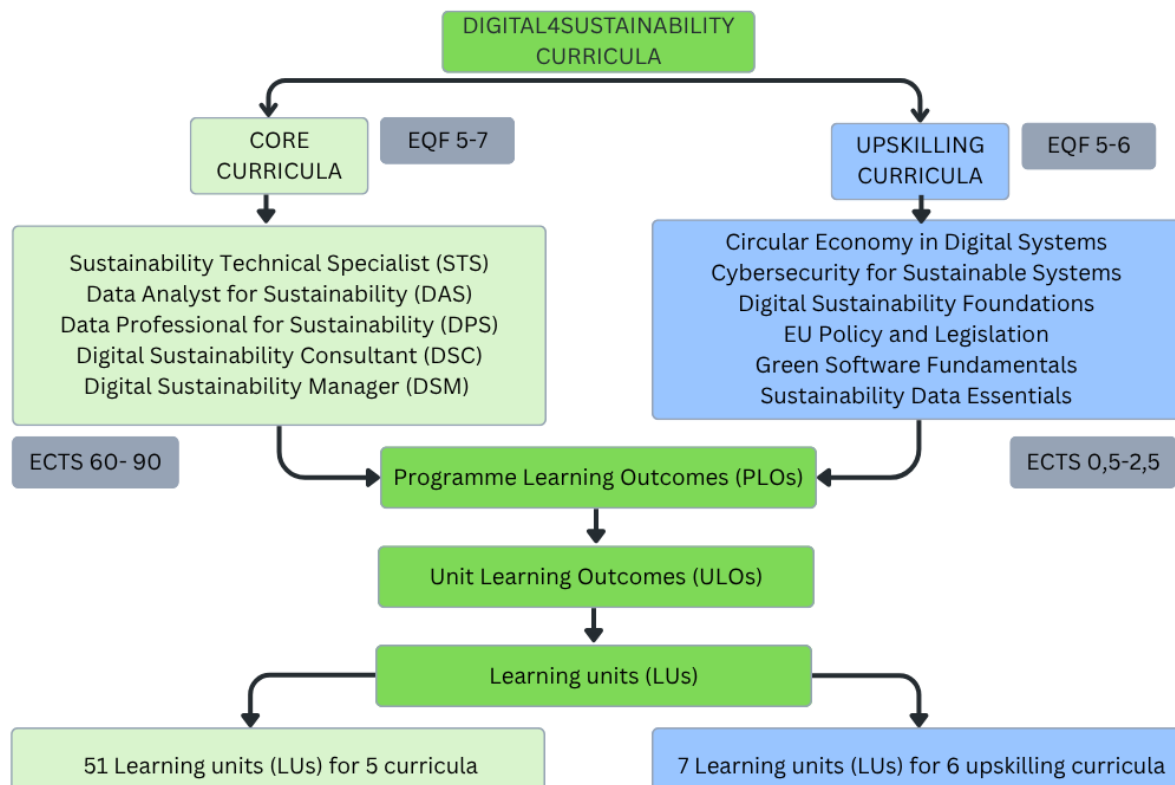 DIGITAL4SUSTAINABILITY
CURRICULA
CORE
CURRICULA
EQF 5-7
UPSKILLING
CURRICULA
EQF 5-6
Sustainability Technical Specialist (STS)
Data Analyst for Sustainability (DAS)
Data Professional for Sustainability (DPS)
Digital Sustainability Consultant (DSC)
Digital Sustainability Manager (DSM)
Circular Economy in Digital Systems
Cybersecurity for Sustainable Systems
Digital Sustainability Foundations
EU Policy and Legislation
Green Software Fundamentals
Sustainability Data Essentials
ECTS 60- 90
Programme Learning Outcomes (PLOs)
ECTS 0,5-2,5
Unit Learning Outcomes (ULOs)
Learning units (LUs)
51 Learning units (LUs) for 5 curricula
7 Learning units (LUs) for 6 upskilling curricula